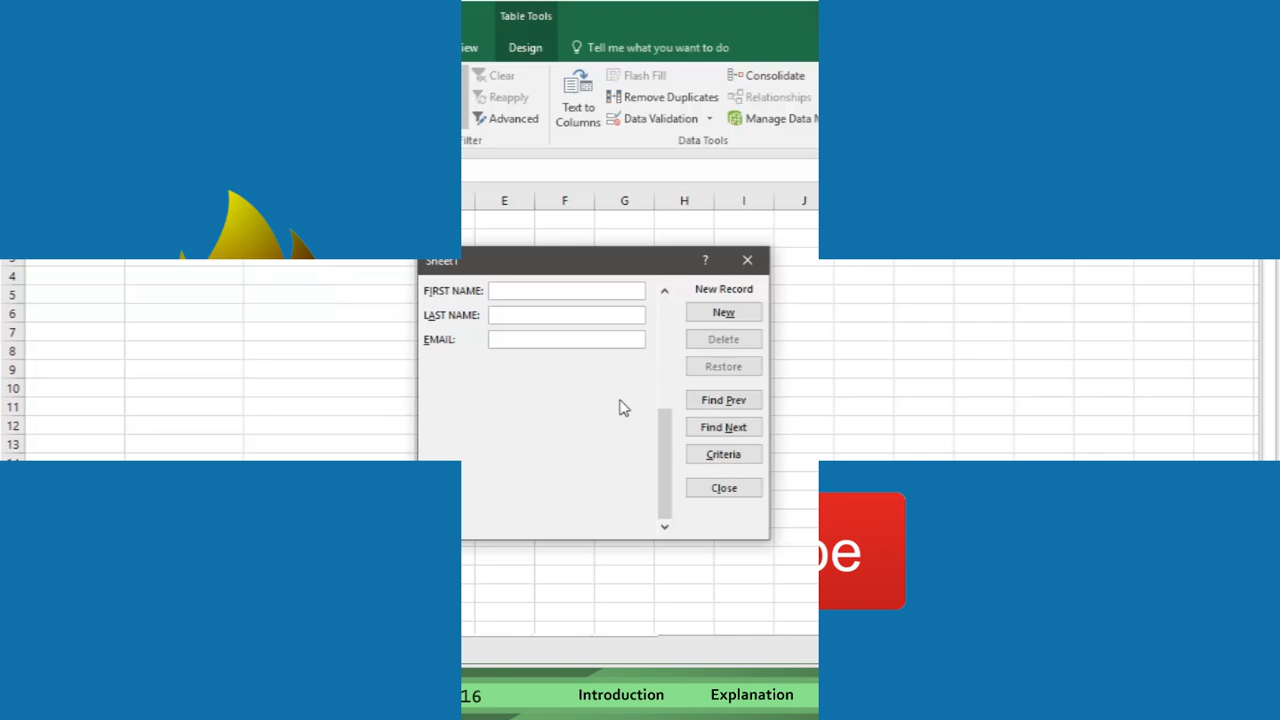 Table Tools
Design
Tell me what you want to do
Clear
Reapply
Advanced
Text to
Columns
Flash Fill
Remove Duplicates
Data Validation
Consolidate
Relationships
Manage Data
Data Tools
E F G H I J
4
5
6
7
8
9
10
11
12
13
?
FIRST NAME:
LAST NAME:
EMAIL:
New Record
New
Delete
Restore
Find Prev
Find Next
Criteria
Close
16
Introduction
Explanation